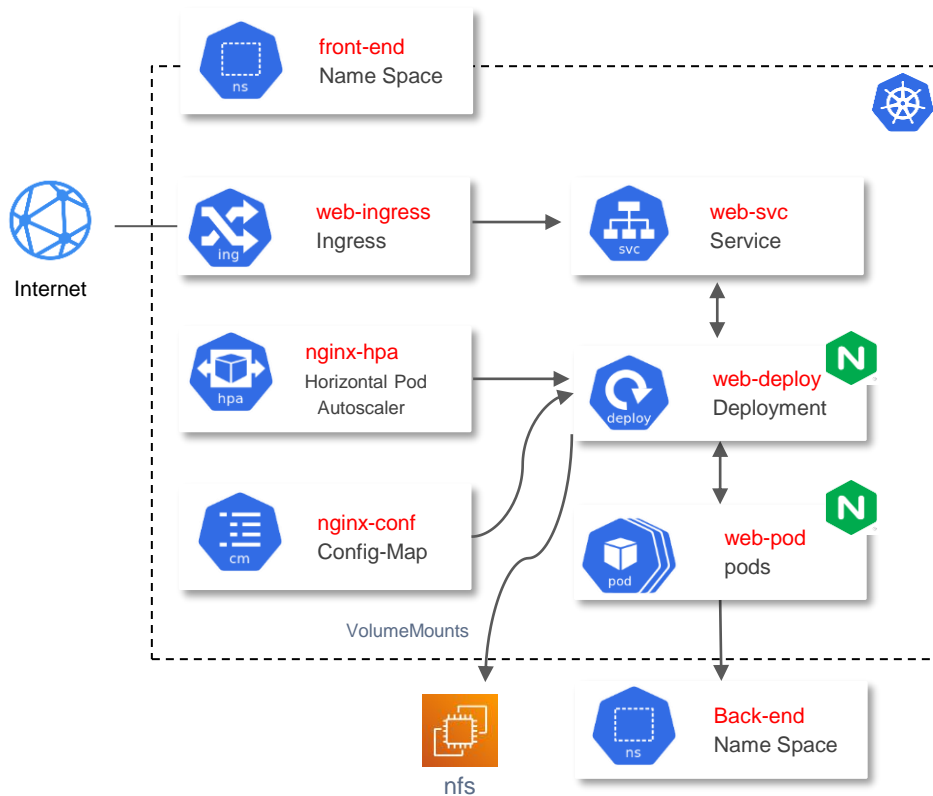 front-end
Name Space
ns
Internet
web-ingress
Ingress
ing
web-svc
Service
svc
nginx-hpa
Horizontal Pod
Autoscaler
hpa
web-deploy
Deployment
deploy
N
nginx-conf
Config-Map
cm
web-pod
pods
pod
N
VolumeMounts
nfs
Back-end
Name Space
ns